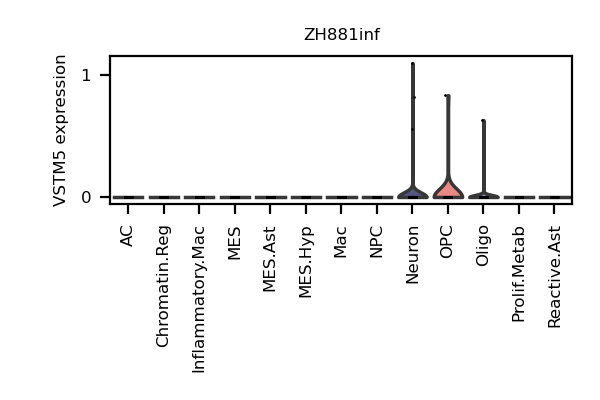 ZH881inf
VSTM5 expression
1
0
AC
Chromatin.Reg
Inflammatory.Mac
MES
MES.Ast
MES.Hyp
Mac
NPC
Neuron
OPC
Oligo
Prolif.Metab
Reactive.Ast